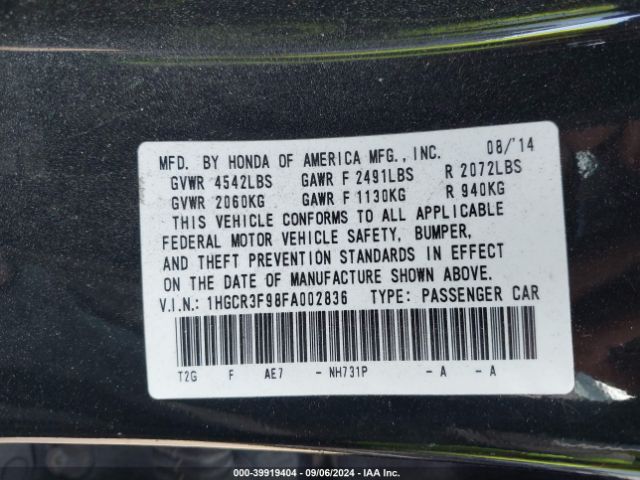 MFD. BY HONDA OF AMERICA MFG., INC. 08/'14
GVWR 4542LBS GAWR F 2491LBS R 2072LBS
GVWR 2060KG GAWR F 1130KG R 940KG
THIS VEHICLE CONFORMS TO ALL APPLICABLE
FEDERAL MOTOR VEHICLE SAFETY, BUMPER,
AND THEFT PREVENTION STANDARDS IN EFFECT
ON THE DATE OF MANUFACTURE SHOWN ABOVE.
V.I.N.: 1HGCR3F98FA002836 TYPE: PASSENGER CAR
T2G F AE7 - NH731P - A - A
000-39919404 - 09/06/2024 - IAA Inc.